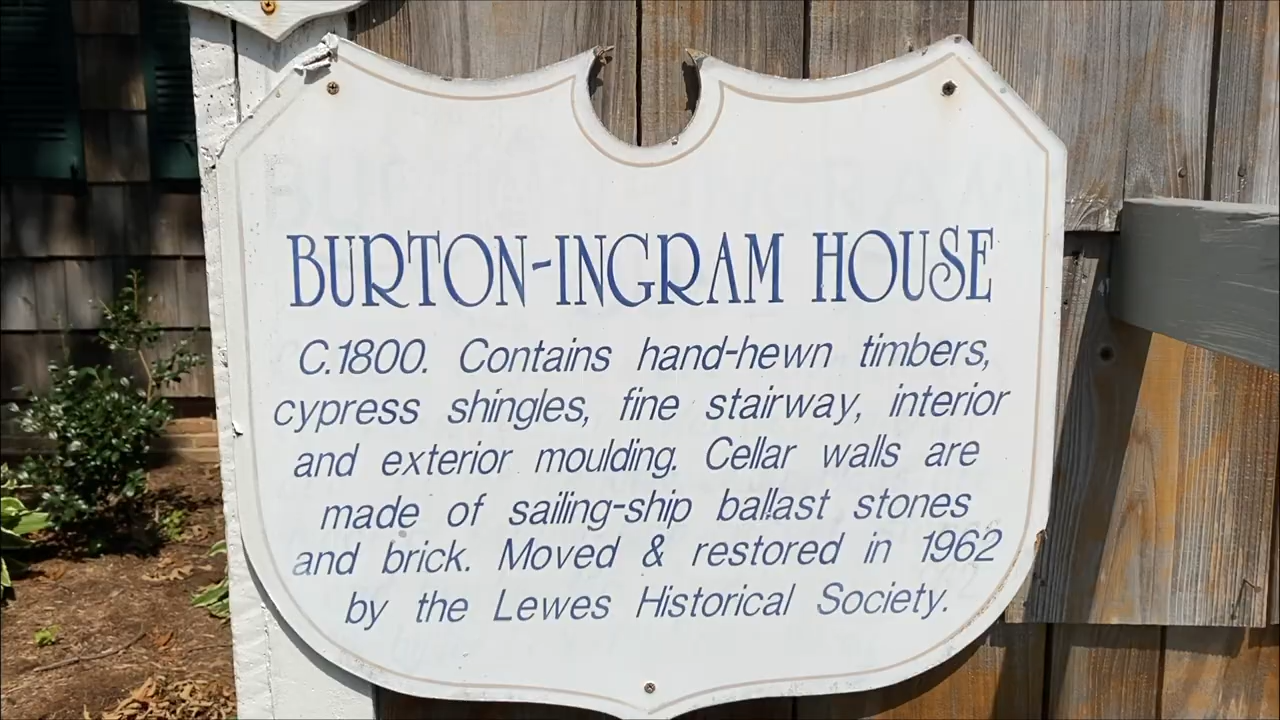 BURTON-INGRAM HOUSE
C.1800. Contains hand-hewn timbers,
cypress shingles, fine stairway, interior
and exterior moulding. Cellar walls are
made of sailing-ship ballast stones
and brick. Moved & restored in 1962
by the Lewes Historical Society.